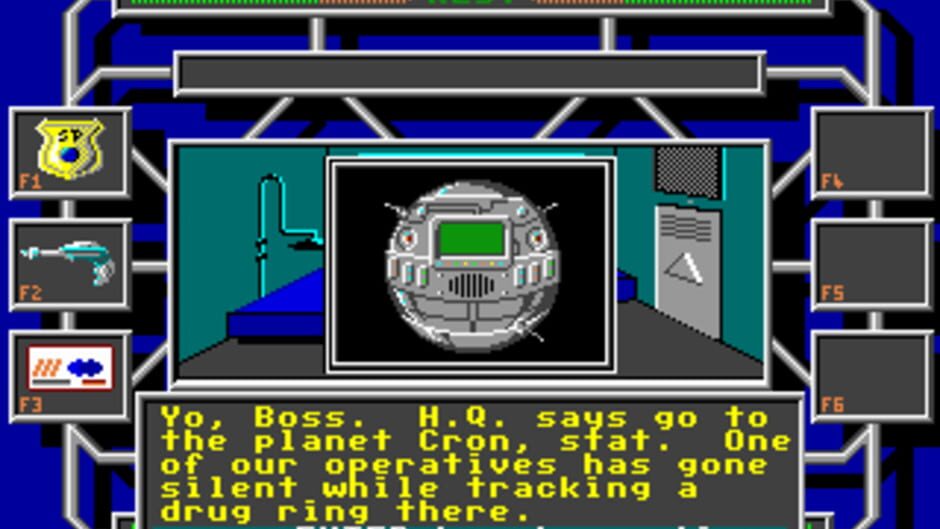 SP
F1
F2
F3
F4
F5
F6
Yo, Boss. H.Q. says go to
the planet Cron, stat. One
of our operatives has gone
silent while tracking a
drug ring there.